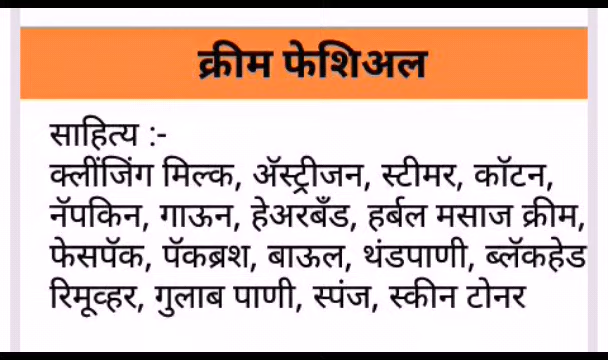 क्रीम फेशिअल
साहित्य :-
क्लींजिंग मिल्क, ॲस्ट्रीजन, स्टीमर, कॉटन,
नॅपकिन, गाऊन, हेअरबँड, हर्बल मसाज क्रीम,
फेसपॅक, पॅकब्रश, बाऊल, थंडपाणी, ब्लॅकहेड
रिमूव्हर, गुलाब पाणी, स्पंज, स्कीन टोनर